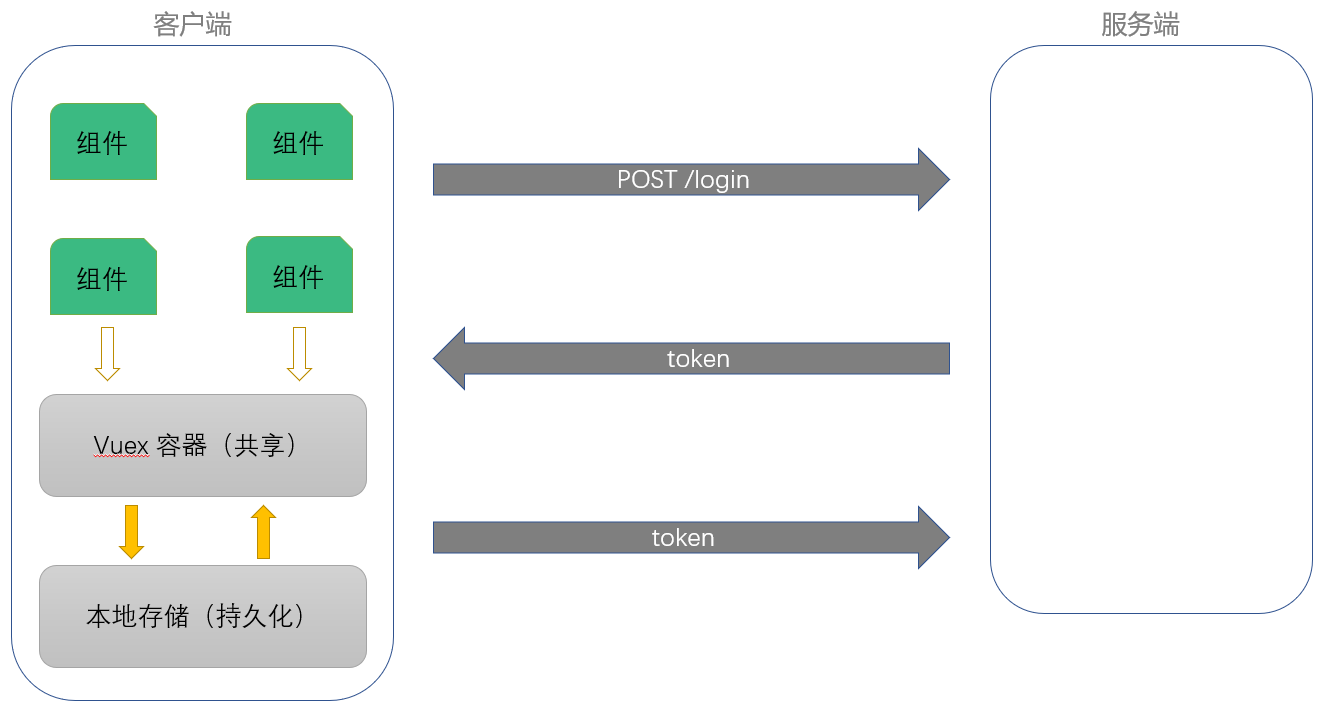 客户端
服务端
组件
组件
POST /login
组件
组件
token
Vuex 容器（共享）
token
本地存储（持久化）